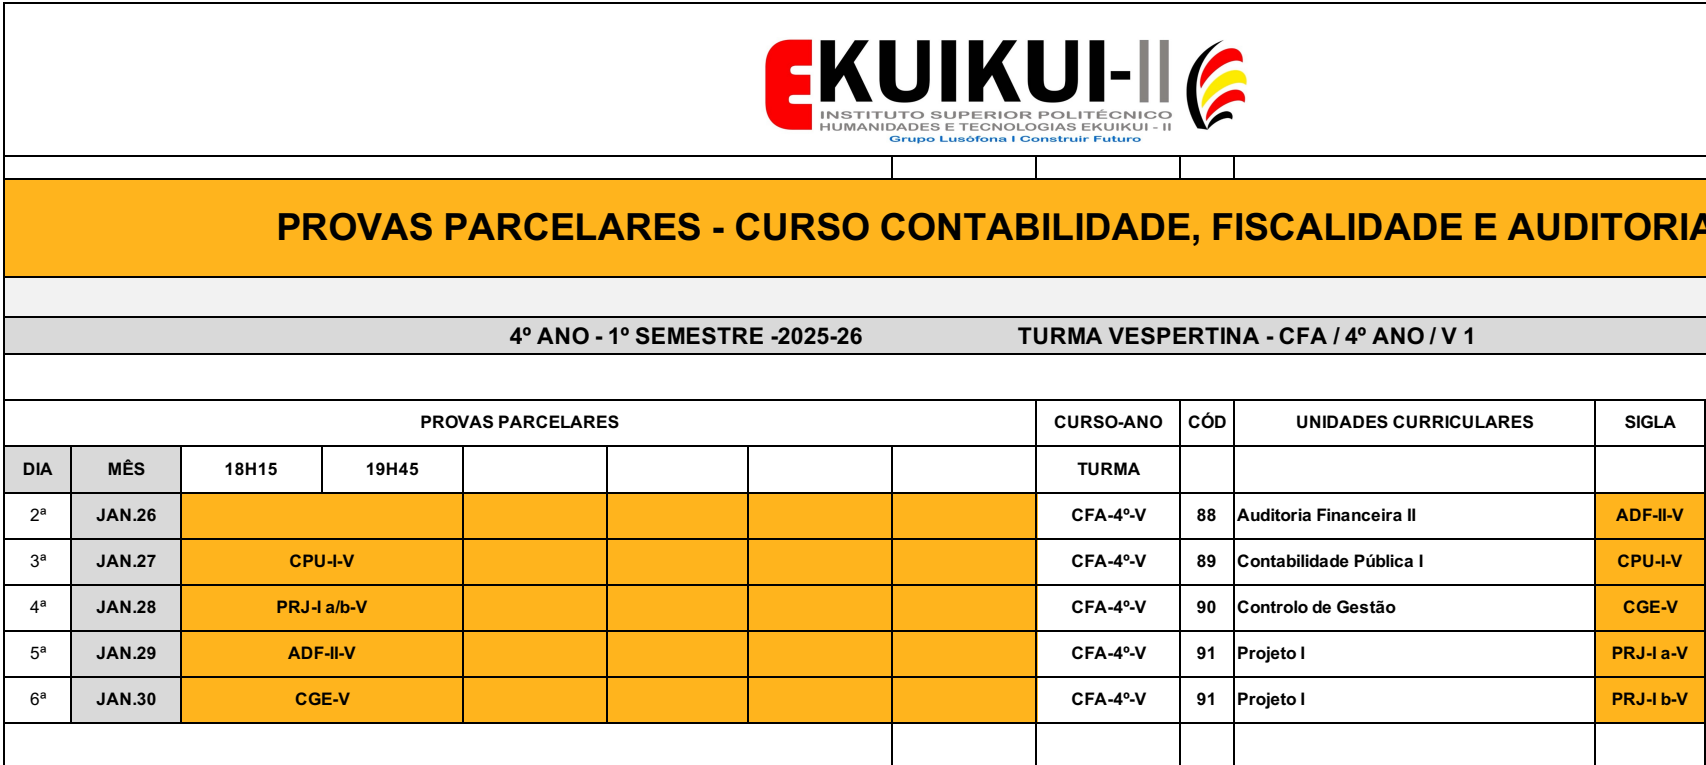 EKUIKUI-II
INSTITUTO SUPERIOR POLITÉCNICO
HUMANIDADES E TECNOLOGIAS EKUIKUI - II
Grupo Lusófona I Construir Futuro
PROVAS PARCELARES - CURSO CONTABILIDADE, FISCALIDADE E AUDITORIA
4º ANO - 1º SEMESTRE -2025-26 TURMA VESPERTINA - CFA / 4º ANO / V 1
PROVAS PARCELARES CURSO-ANO CÓD UNIDADES CURRICULARES SIGLA
DIA MÊS 18H15 19H45 TURMA
2ª JAN.26 CFA-4º-V 88 Auditoria Financeira II ADF-II-V
3ª JAN.27 CPU-I-V CFA-4º-V 89 Contabilidade Pública I CPU-I-V
4ª JAN.28 PRJ-I a/b-V CFA-4º-V 90 Controlo de Gestão CGE-V
5ª JAN.29 ADF-II-V CFA-4º-V 91 Projeto I PRJ-I a-V
6ª JAN.30 CGE-V CFA-4º-V 91 Projeto I PRJ-I b-V